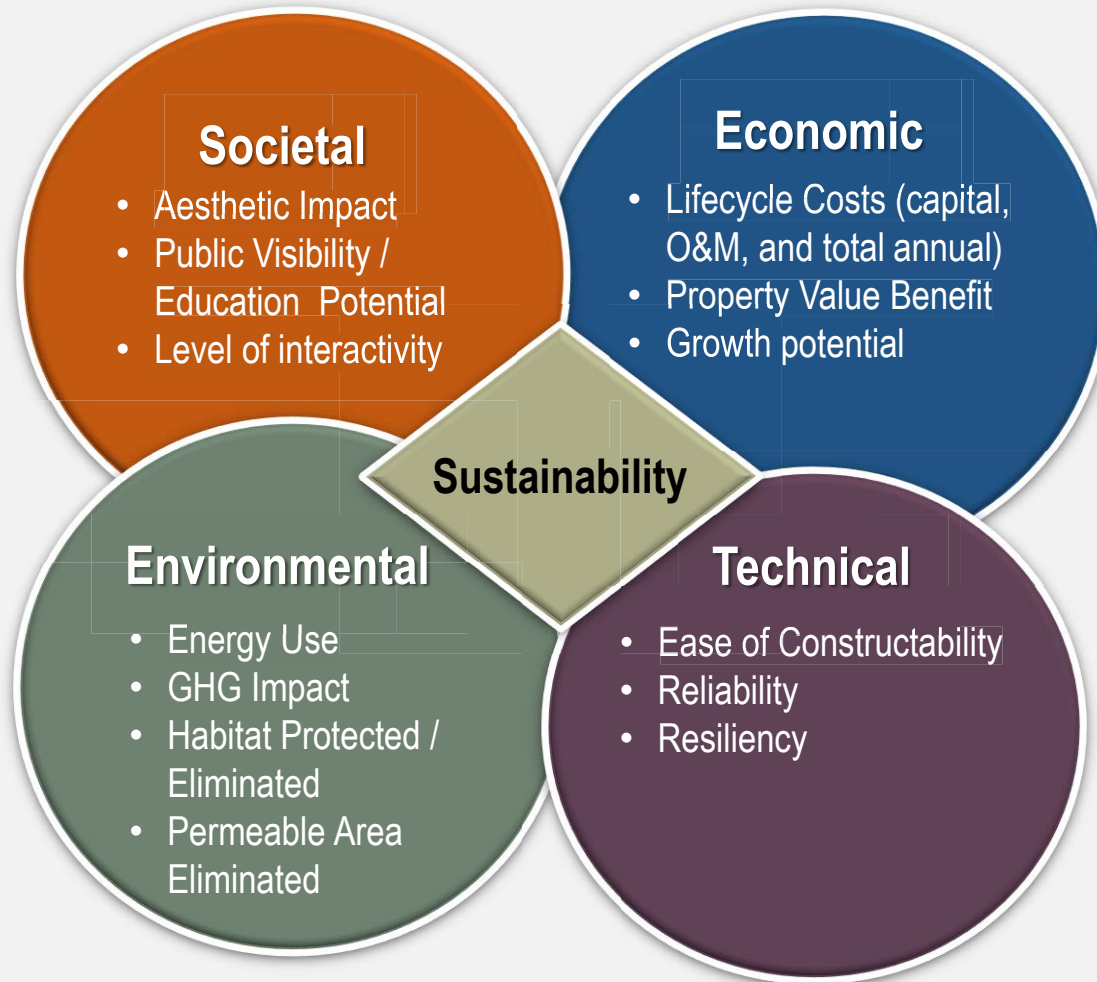 Societal
• Aesthetic Impact
• Public Visibility /
Education Potential
• Level of interactivity
Economic
• Lifecycle Costs (capital,
O&M, and total annual)
• Property Value Benefit
• Growth potential
Sustainability
Environmental
• Energy Use
• GHG Impact
• Habitat Protected /
Eliminated
• Permeable Area
Eliminated
Technical
• Ease of Constructability
• Reliability
• Resiliency